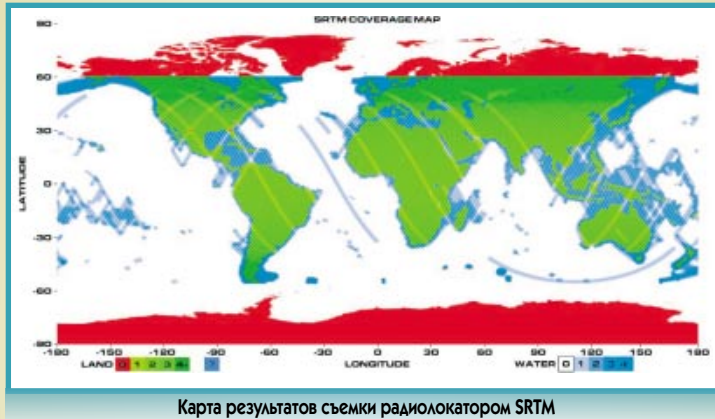 SRTM COVERAGE MAP
90
60
30
0
-30
-60
-90
LATITUDE
-180 -150 -120 -90 -60 -30 0 30 60 90 120 150 180
LAND 0 1 2 3 4+ ? LONGITUDE WATER 0 1 2 3 4
Карта результатов съемки радиолокатором SRTM